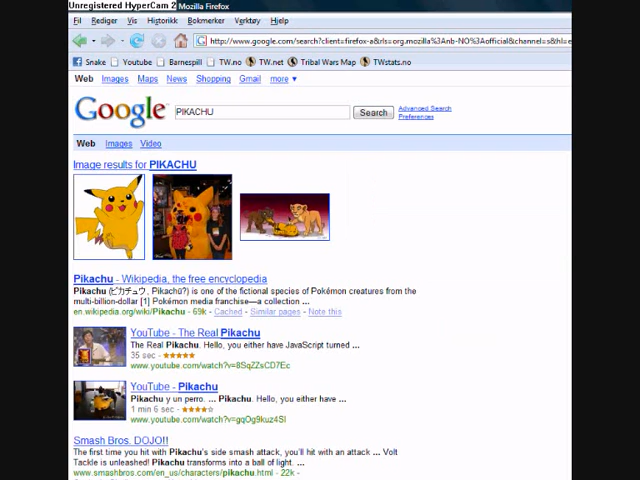 Unregistered HyperCam 2 Mozilla Firefox
Fil Rediger Vis Historikk Bokmerker Verktøy Hjelp
http://www.google.com/search?client=firefox-a&rls=org.mozilla%3Anb-NO%3Aofficial&channel=s&hl=e
Snake Youtube Barnespill TW.no TW.net Tribal Wars Map TWstats.no
Web Images Maps News Shopping Gmail more ▼
Google™ PIKACHU Search Advanced Search
Preferences
Web Images Video
Image results for PIKACHU
Pikachu - Wikipedia, the free encyclopedia
Pikachu (ピカチュウ, Pikachū?) is one of the fictional species of Pokémon creatures from the
multi-billion-dollar [1] Pokémon media franchise—a collection ...
en.wikipedia.org/wiki/Pikachu - 69k - Cached - Similar pages - Note this
YouTube - The Real Pikachu
The Real Pikachu. Hello, you either have JavaScript turned ...
35 sec -
www.youtube.com/watch?v=8SqZZsCD7Ec
YouTube - Pikachu
Pikachu y un perro. ... Pikachu. Hello, you either have ...
1 min 6 sec -
www.youtube.com/watch?v=gqOg9kuz4SI
Smash Bros. DOJO!!
The first time you hit with Pikachu's side smash attack, you'll hit with an attack ... Volt
Tackle is unleashed! Pikachu transforms into a ball of light. ...
www.smashbros.com/en_us/characters/pikachu.html - 22k -